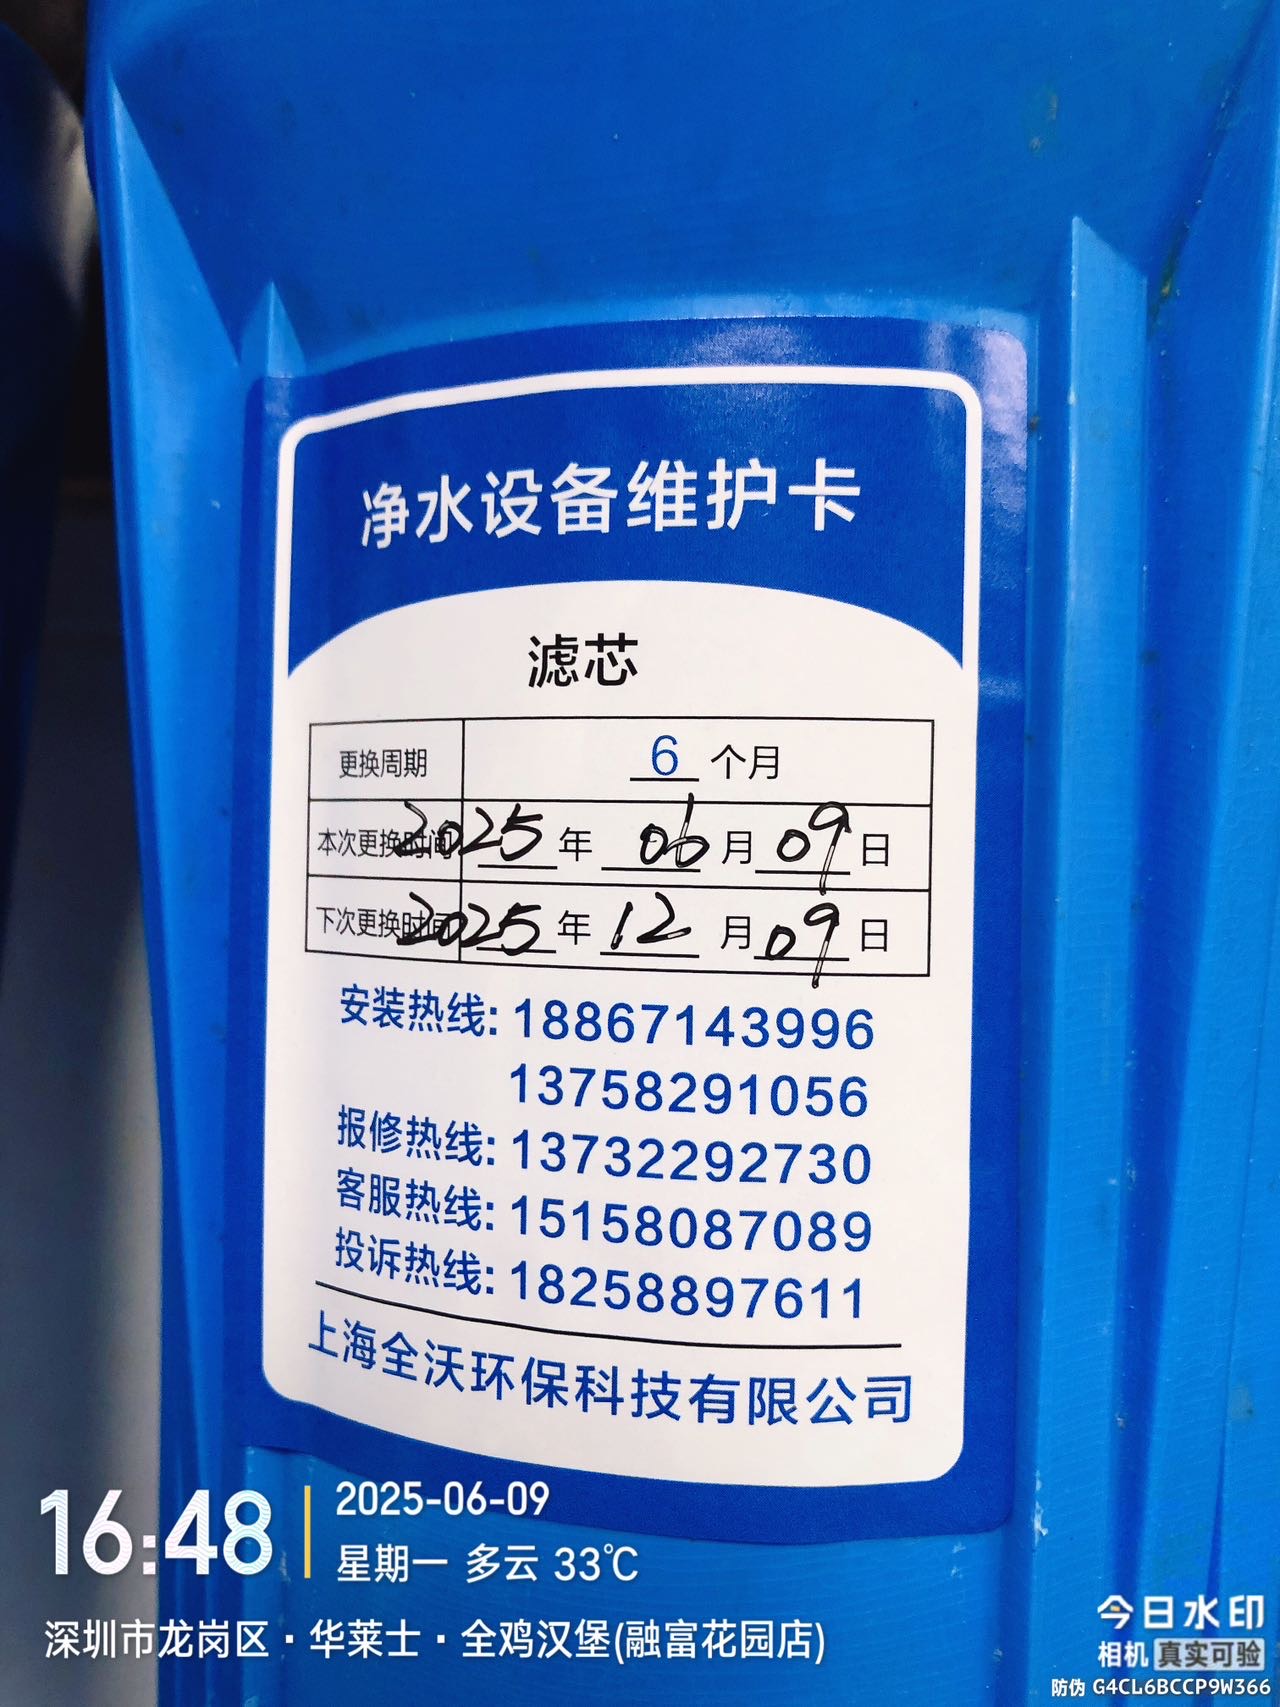 净水设备维护卡
滤芯
更换周期 6 个月
本次更换时间 2025 年 06 月 09 日
下次更换时间 2025 年 12 月 09 日
安装热线: 18867143996
13758291056
报修热线: 13732292730
客服热线: 15158087089
投诉热线: 18258897611
上海全沃环保科技有限公司
16:48
2025-06-09
星期一 多云 33℃
深圳市龙岗区·华莱士·全鸡汉堡(融富花园店)
今日水印
相机 真实可验
防伪 G4CL6BCCP9W366